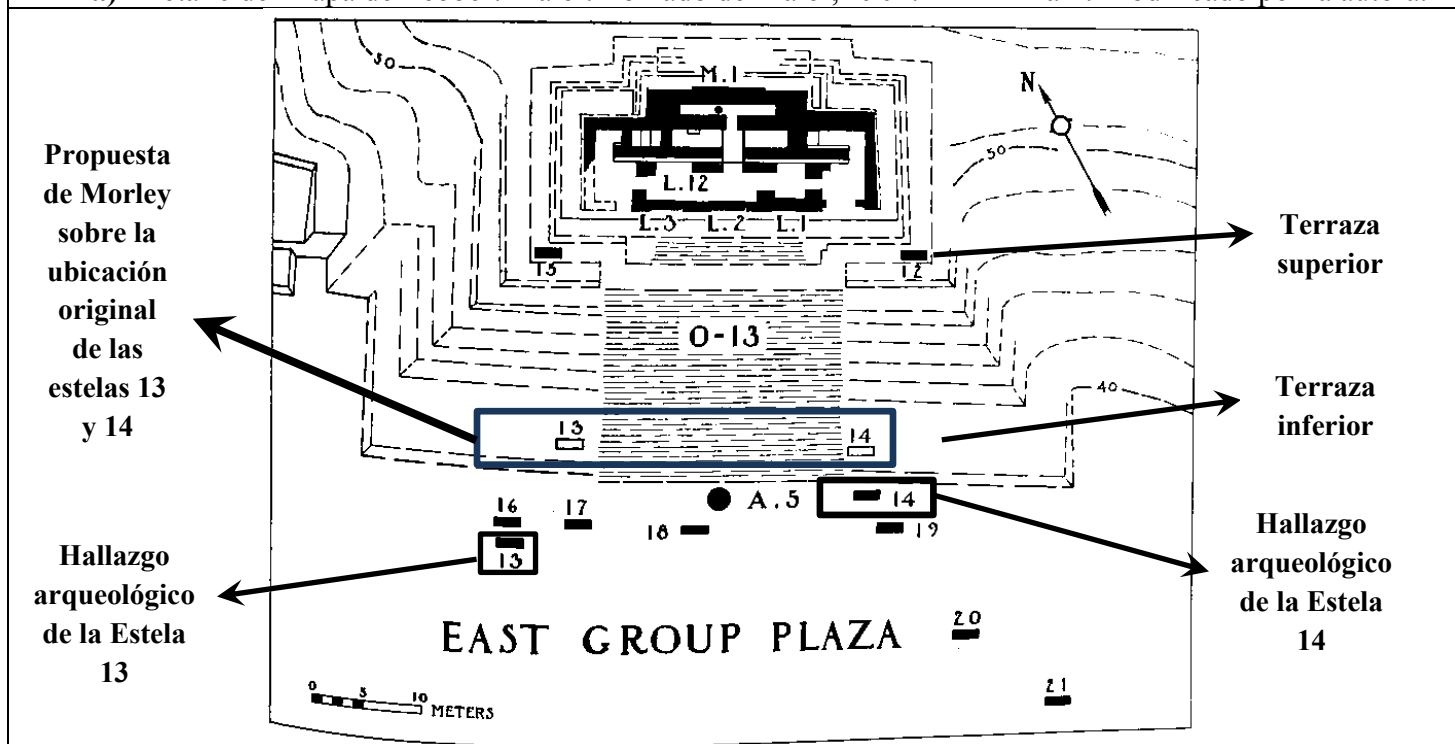 M.1
N
30
50
L.12
L.3 L.2 L.1
15
12
O-13
40
13
14
A.5
14
16
17
18
19
13
20
EAST GROUP PLAZA
21
0 5 10
METERS
Propuesta
de Morley
sobre la
ubicación
original
de las
estelas 13
y 14
Terraza
superior
Terraza
inferior
Hallazgo
arqueológico
de la Estela
13
Hallazgo
arqueológico
de la Estela
14